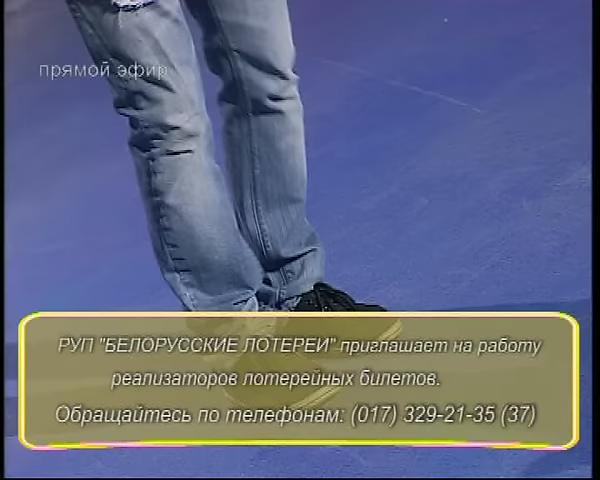 прямой эфир
РУП "БЕЛОРУССКИЕ ЛОТЕРЕИ" приглашает на работу
реализаторов лотерейных билетов.
Обращайтесь по телефонам: (017) 329-21-35 (37)